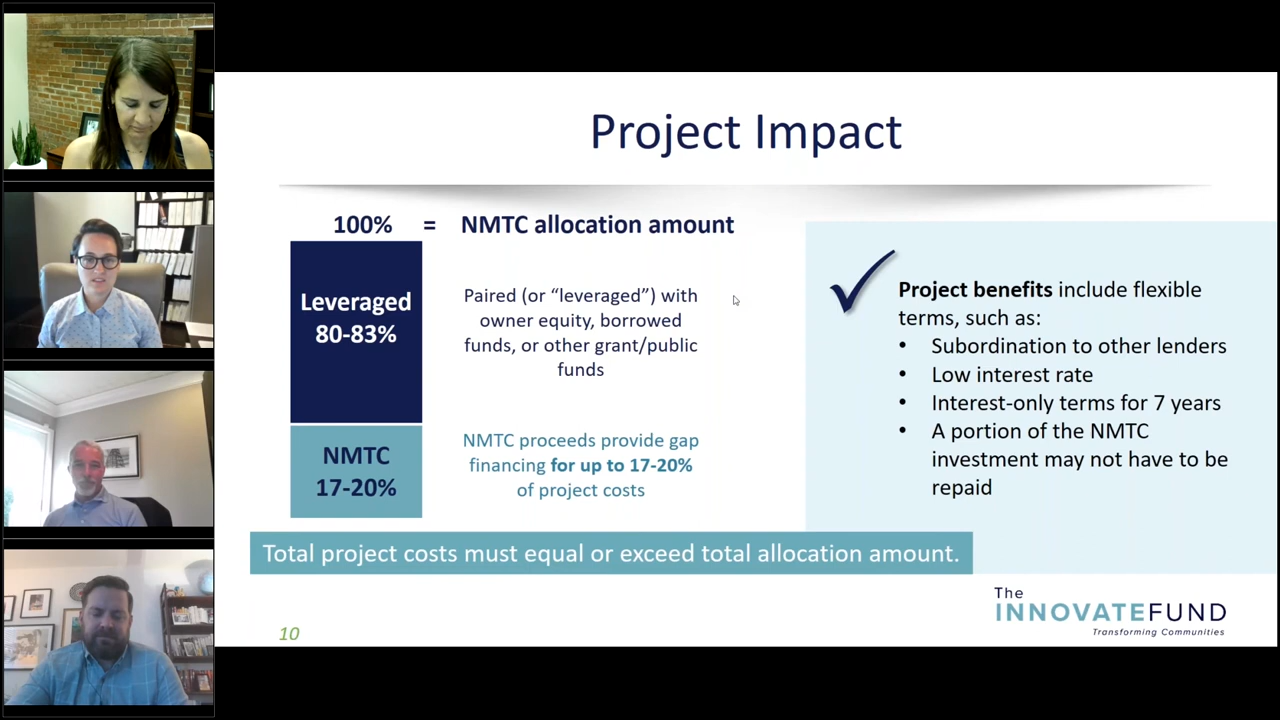 Project Impact
100% = NMTC allocation amount
Leveraged
80-83%
Paired (or “leveraged”) with
owner equity, borrowed
funds, or other grant/public
funds
NMTC
17-20%
NMTC proceeds provide gap
financing for up to 17-20%
of project costs
Project benefits include flexible
terms, such as:
• Subordination to other lenders
• Low interest rate
• Interest-only terms for 7 years
• A portion of the NMTC
investment may not have to be
repaid
Total project costs must equal or exceed total allocation amount.
The
INNOVATEFUND
Transforming Communities
10